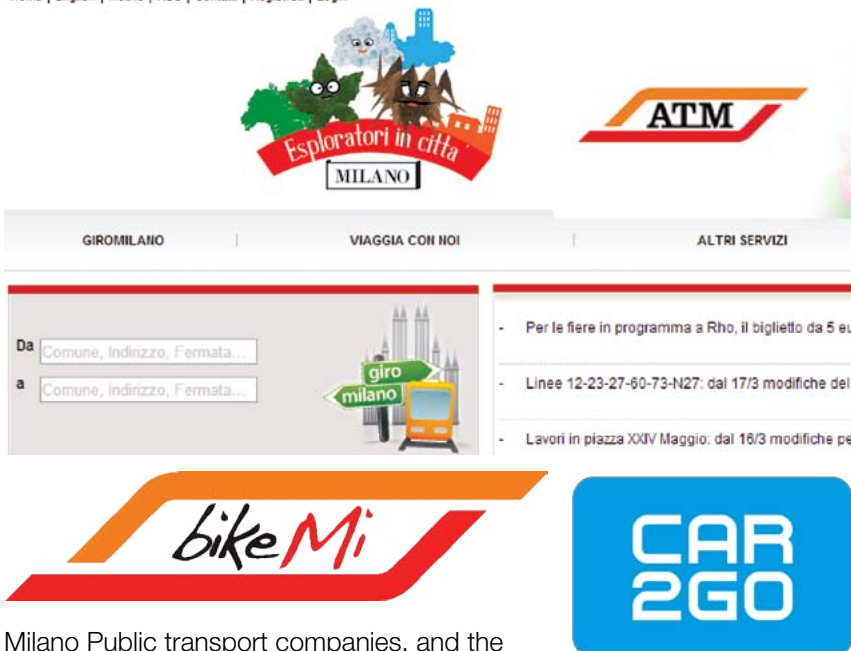 Esploratori in citta'
MILANO
ATM
GIROMILANO
VIAGGIA CON NOI
ALTRI SERVIZI
Da
Comune, Indirizzo, Fermata...
a
Comune, Indirizzo, Fermata...
giro
milano
- Per le fiere in programma a Rho, il biglietto da 5 eu
- Linee 12-23-27-60-73-N27: dal 17/3 modifiche del
- Lavori in piazza XXIV Maggio: dal 16/3 modifiche pe
bikeMi
CAR
2GO
Milano Public transport companies, and the